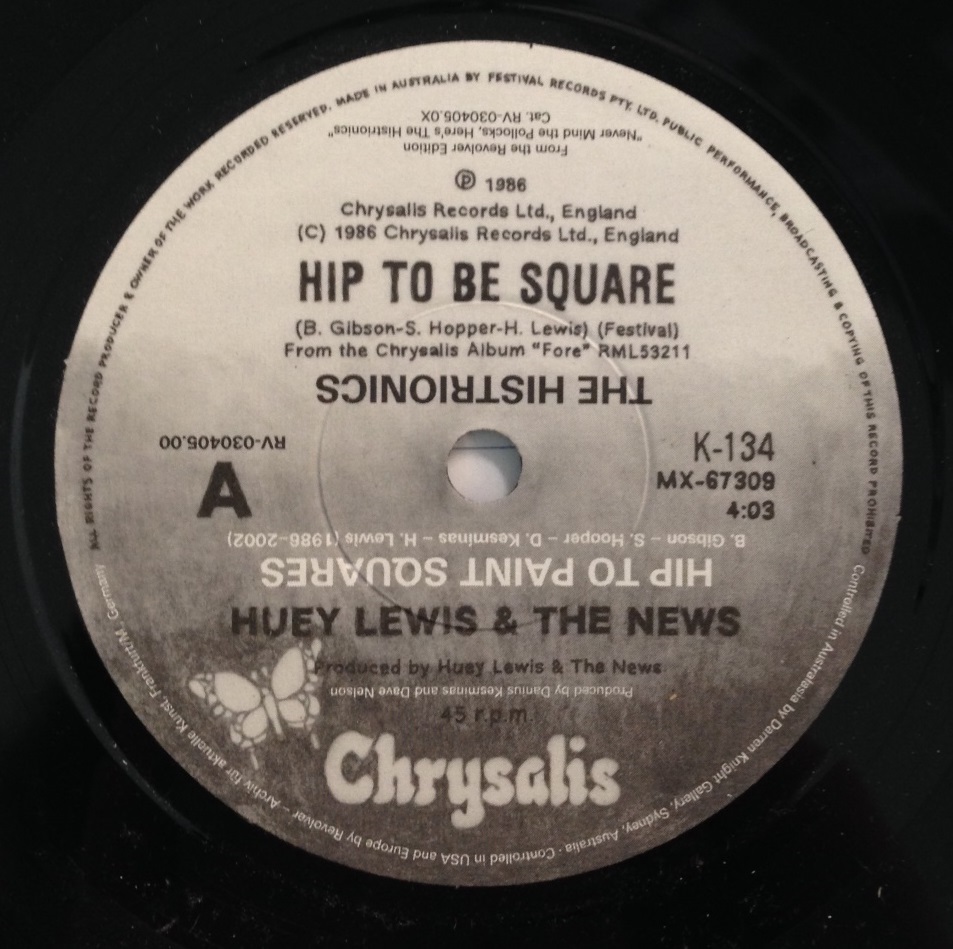 ALL RIGHTS OF THE RECORD PRODUCER & OWNER OF THE WORK RECORDED RESERVED. MADE IN AUSTRALIA BY FESTIVAL RECORDS PTY. LTD. PUBLIC PERFORMANCE, BROADCASTING & COPYING OF THIS RECORD PROHIBITED
℗ 1986
Chrysalis Records Ltd., England
(C) 1986 Chrysalis Records Ltd., England
HIP TO BE SQUARE
(B. Gibson-S. Hopper-H. Lewis) (Festival)
From the Chrysalis Album "Fore" RML53211
K-134
MX-67309
4:03
A
HUEY LEWIS & THE NEWS
Produced by Huey Lewis & The News
45 r.p.m.
Chrysalis
Controlled in Australasia by Darren Knight Gallery, Sydney, Australia · Controlled in USA and Europe by Revolver – Archiv für aktuelle Kunst, Frankfurt/M., Germany
Produced by Danius Kesminas and Dave Nelson
HIP TO PAINT SQUARES
B. Gibson – S. Hooper – D. Kesminas – H. Lewis (1986–2002)
RV-030405.00
THE HISTRIONICS
From the Revolver Edition
"Never Mind the Pollocks, Here's The Histrionics"
Cat. RV-030405.OX